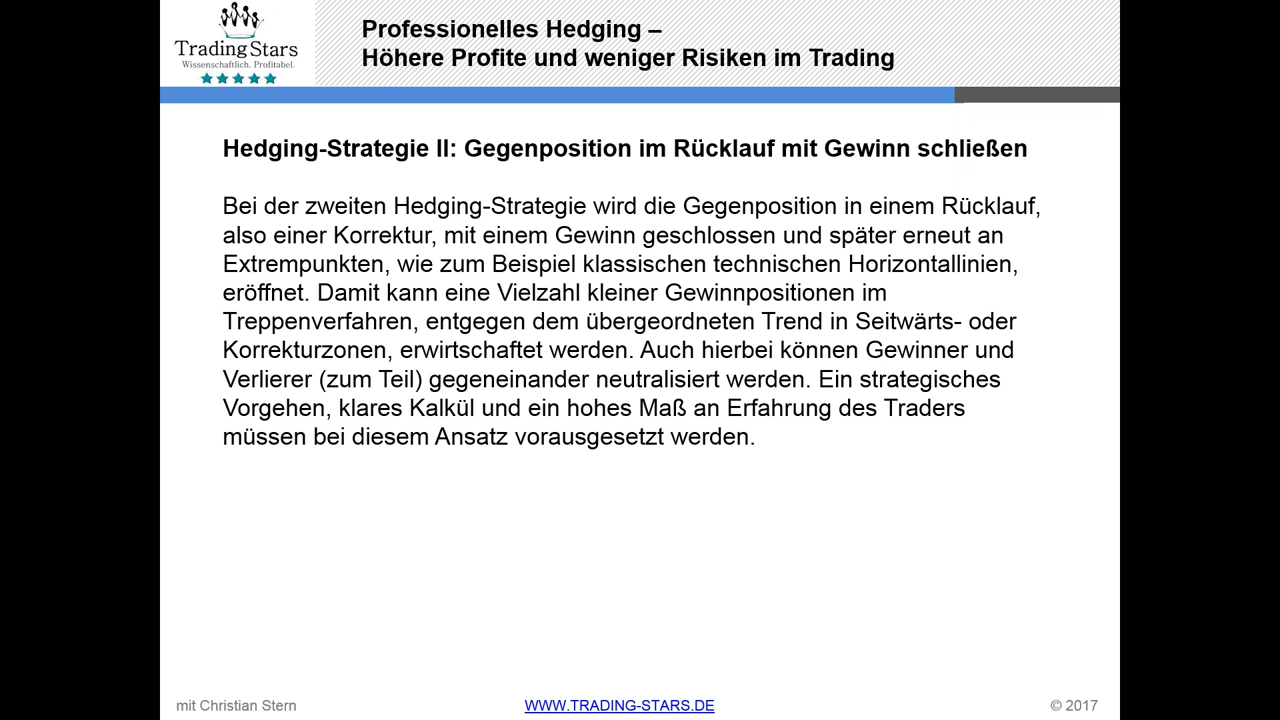 TradingStars
Wissenschaftlich. Profitabel.
Professionelles Hedging –
Höhere Profite und weniger Risiken im Trading
Hedging-Strategie II: Gegenposition im Rücklauf mit Gewinn schließen
Bei der zweiten Hedging-Strategie wird die Gegenposition in einem Rücklauf,
also einer Korrektur, mit einem Gewinn geschlossen und später erneut an
Extrempunkten, wie zum Beispiel klassischen technischen Horizontallinien,
eröffnet. Damit kann eine Vielzahl kleiner Gewinnpositionen im
Treppenverfahren, entgegen dem übergeordneten Trend in Seitwärts- oder
Korrekturzonen, erwirtschaftet werden. Auch hierbei können Gewinner und
Verlierer (zum Teil) gegeneinander neutralisiert werden. Ein strategisches
Vorgehen, klares Kalkül und ein hohes Maß an Erfahrung des Traders
müssen bei diesem Ansatz vorausgesetzt werden.
mit Christian Stern
WWW.TRADING-STARS.DE
© 2017